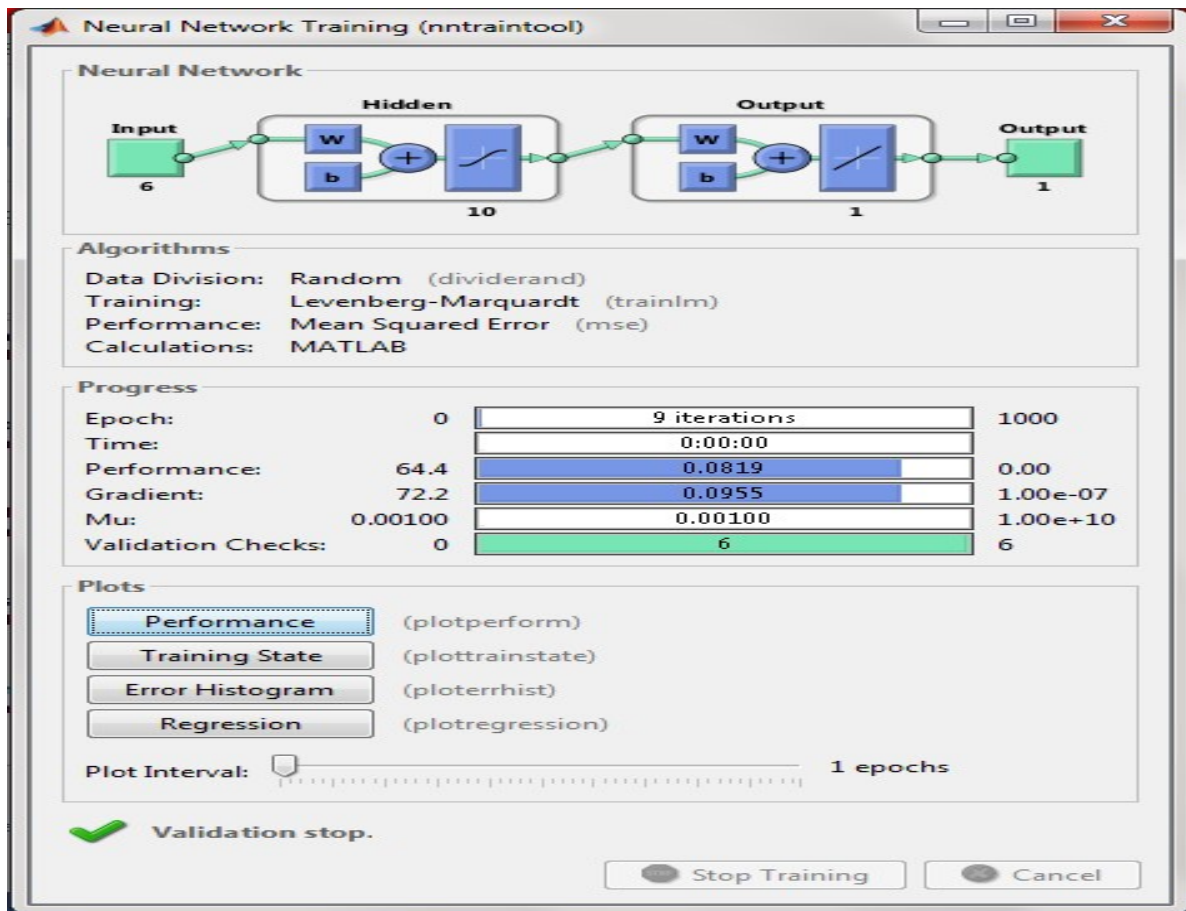 Neural Network Training (nntraintool)
Neural Network
Hidden
Output
Input
Output
W
W
b
b
6
10
1
1
Algorithms
Data Division: Random (dividerand)
Training: Levenberg-Marquardt (trainlm)
Performance: Mean Squared Error (mse)
Calculations: MATLAB
Progress
Epoch: 0 9 iterations 1000
Time: 0:00:00
Performance: 64.4 0.0819 0.00
Gradient: 72.2 0.0955 1.00e-07
Mu: 0.00100 0.00100 1.00e+10
Validation Checks: 0 6 6
Plots
Performance (plotperform)
Training State (plottrainstate)
Error Histogram (ploterrhist)
Regression (plotregression)
Plot Interval: 1 epochs
Validation stop.
Stop Training Cancel